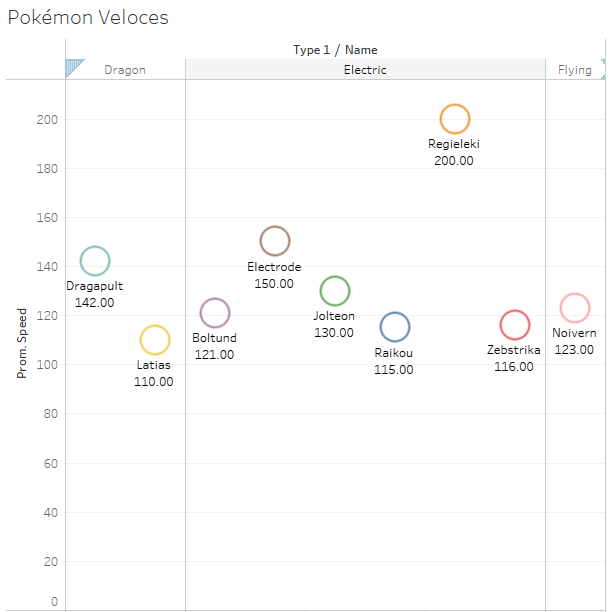 Pokémon Veloces
Type 1 / Name
Dragon
Electric
Flying
Prom. Speed
200
180
160
140
120
100
80
60
40
20
0
Dragapult
142.00
Latias
110.00
Boltund
121.00
Electrode
150.00
Jolteon
130.00
Raikou
115.00
Regieleki
200.00
Zebstrika
116.00
Noivern
123.00